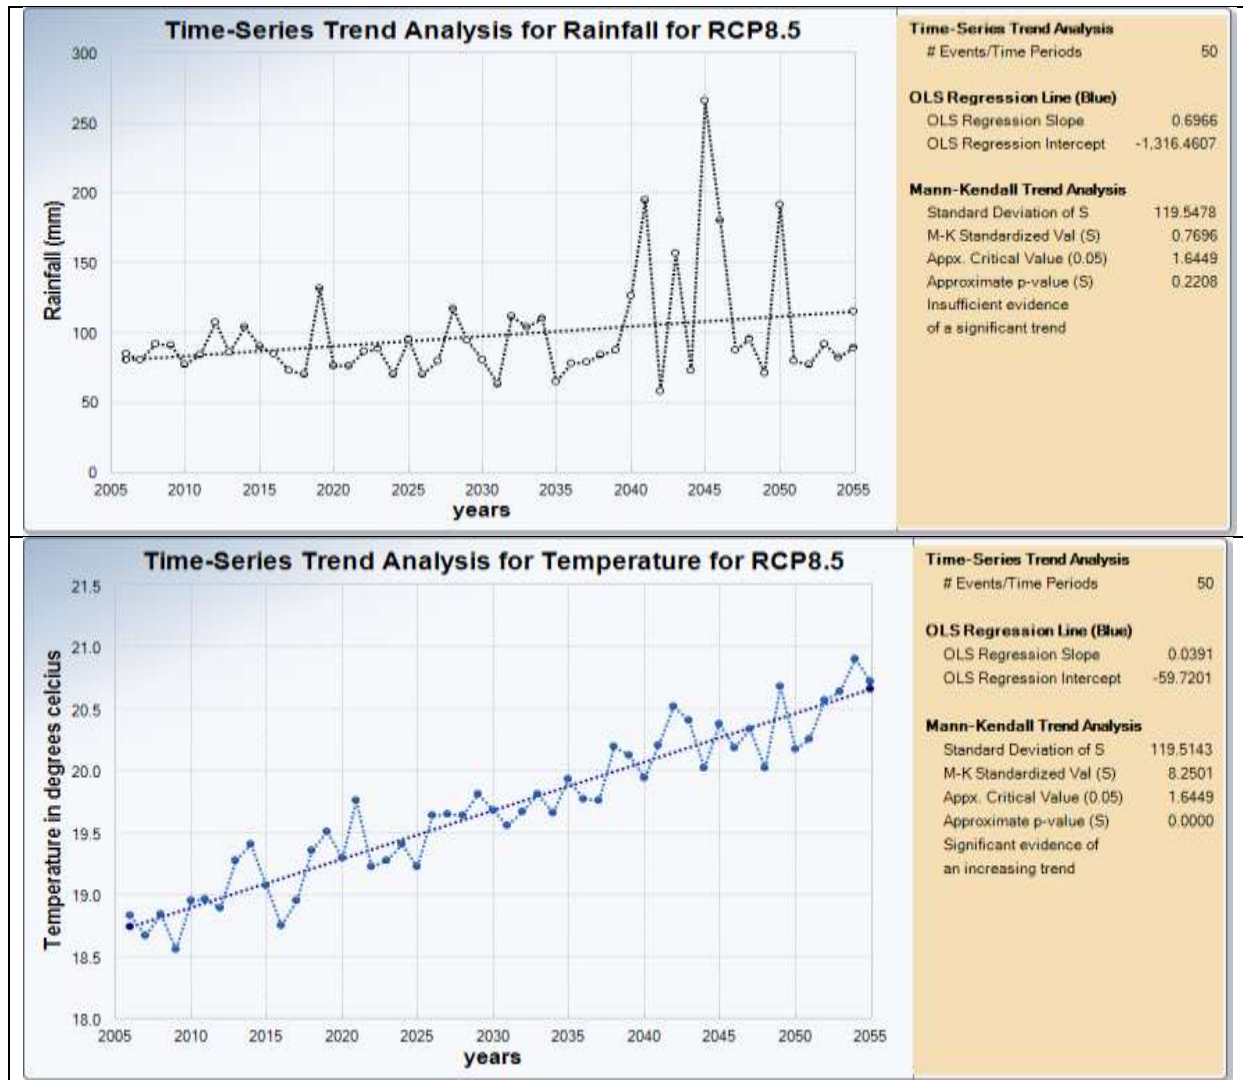 Time-Series Trend Analysis for Rainfall for RCP8.5
300
250
200
150
100
50
0
Rainfall (mm)
2005 2010 2015 2020 2025 2030 2035 2040 2045 2050 2055
years
Time-Series Trend Analysis
# Events/Time Periods 50
OLS Regression Line (Blue)
OLS Regression Slope 0.6966
OLS Regression Intercept -1,316.4607
Mann-Kendall Trend Analysis
Standard Deviation of S 119.5478
M-K Standardized Val (S) 0.7696
Appx. Critical Value (0.05) 1.6449
Approximate p-value (S) 0.2208
Insufficient evidence
of a significant trend
Time-Series Trend Analysis for Temperature for RCP8.5
21.5
21.0
20.5
20.0
19.5
19.0
18.5
18.0
Temperature in degrees celcius
2005 2010 2015 2020 2025 2030 2035 2040 2045 2050 2055
years
Time-Series Trend Analysis
# Events/Time Periods 50
OLS Regression Line (Blue)
OLS Regression Slope 0.0391
OLS Regression Intercept -59.7201
Mann-Kendall Trend Analysis
Standard Deviation of S 119.5143
M-K Standardized Val (S) 8.2501
Appx. Critical Value (0.05) 1.6449
Approximate p-value (S) 0.0000
Significant evidence of
an increasing trend